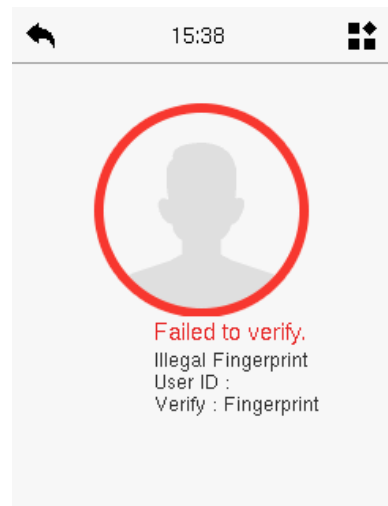 15:38
Failed to verify.
Illegal Fingerprint
User ID :
Verify : Fingerprint